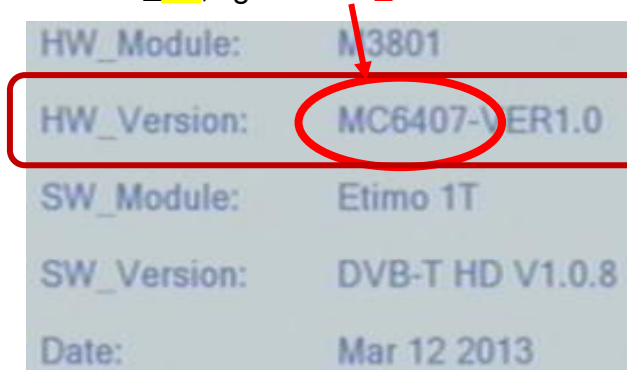 HW_Module: M3801
HW_Version: MC6407-VER1.0
SW_Module: Etimo 1T
SW_Version: DVB-T HD V1.0.8
Date: Mar 12 2013